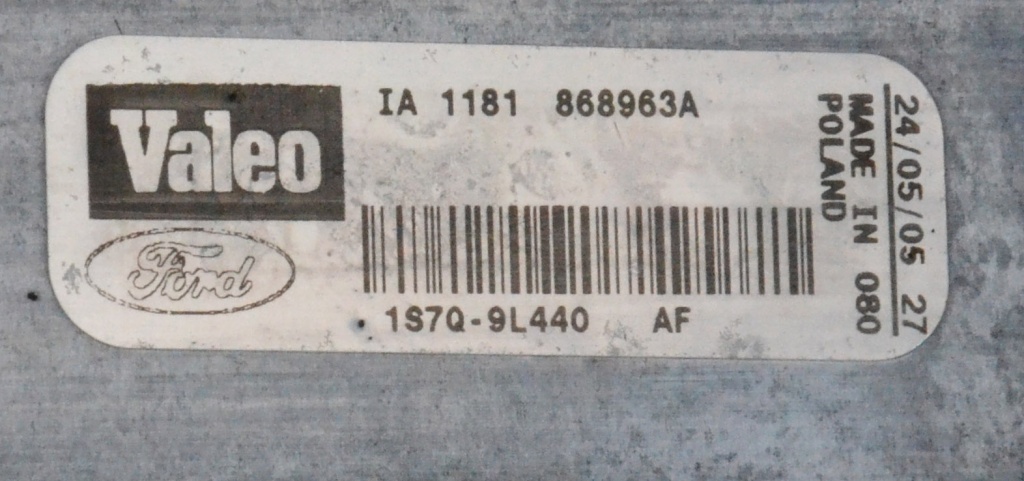 Valeo
Ford
IA 1181 868963A
1S7Q-9L440 AF
24/05/05 27
MADE IN 080
POLAND